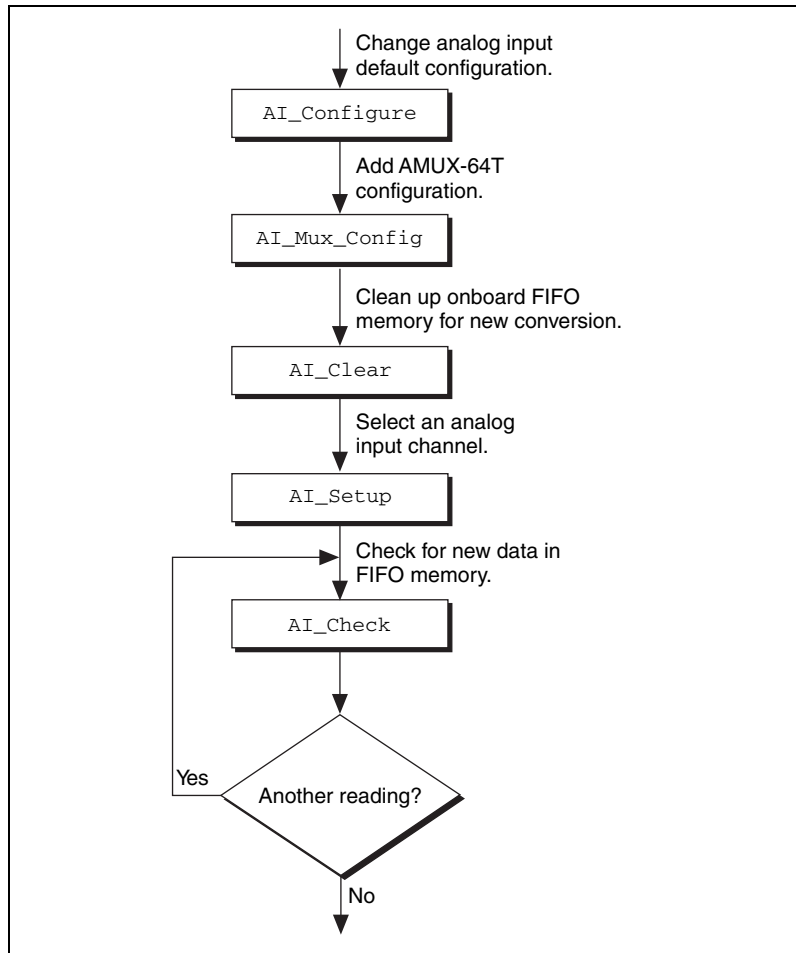 Change analog input
default configuration.
AI_Configure
Add AMUX-64T
configuration.
AI_Mux_Config
Clean up onboard FIFO
memory for new conversion.
AI_Clear
Select an analog
input channel.
AI_Setup
Check for new data in
FIFO memory.
AI_Check
Yes
Another reading?
No